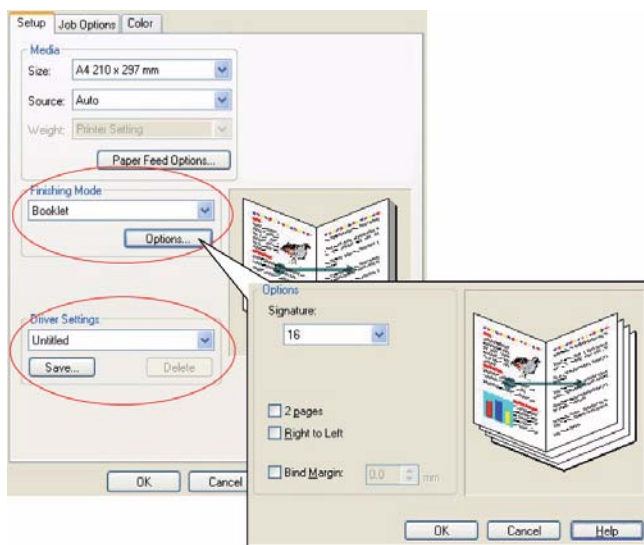 Setup Job Options Color
Media
Size: A4 210 x 297 mm
Source: Auto
Weight: Printer Setting
Paper Feed Options...
Finishing Mode
Booklet
Options...
Driver Settings
Untitled
Save... Delete
OK Cancel
Options
Signature:
16
2 pages
Right to Left
Bind Margin: 0.0 mm
OK Cancel Help